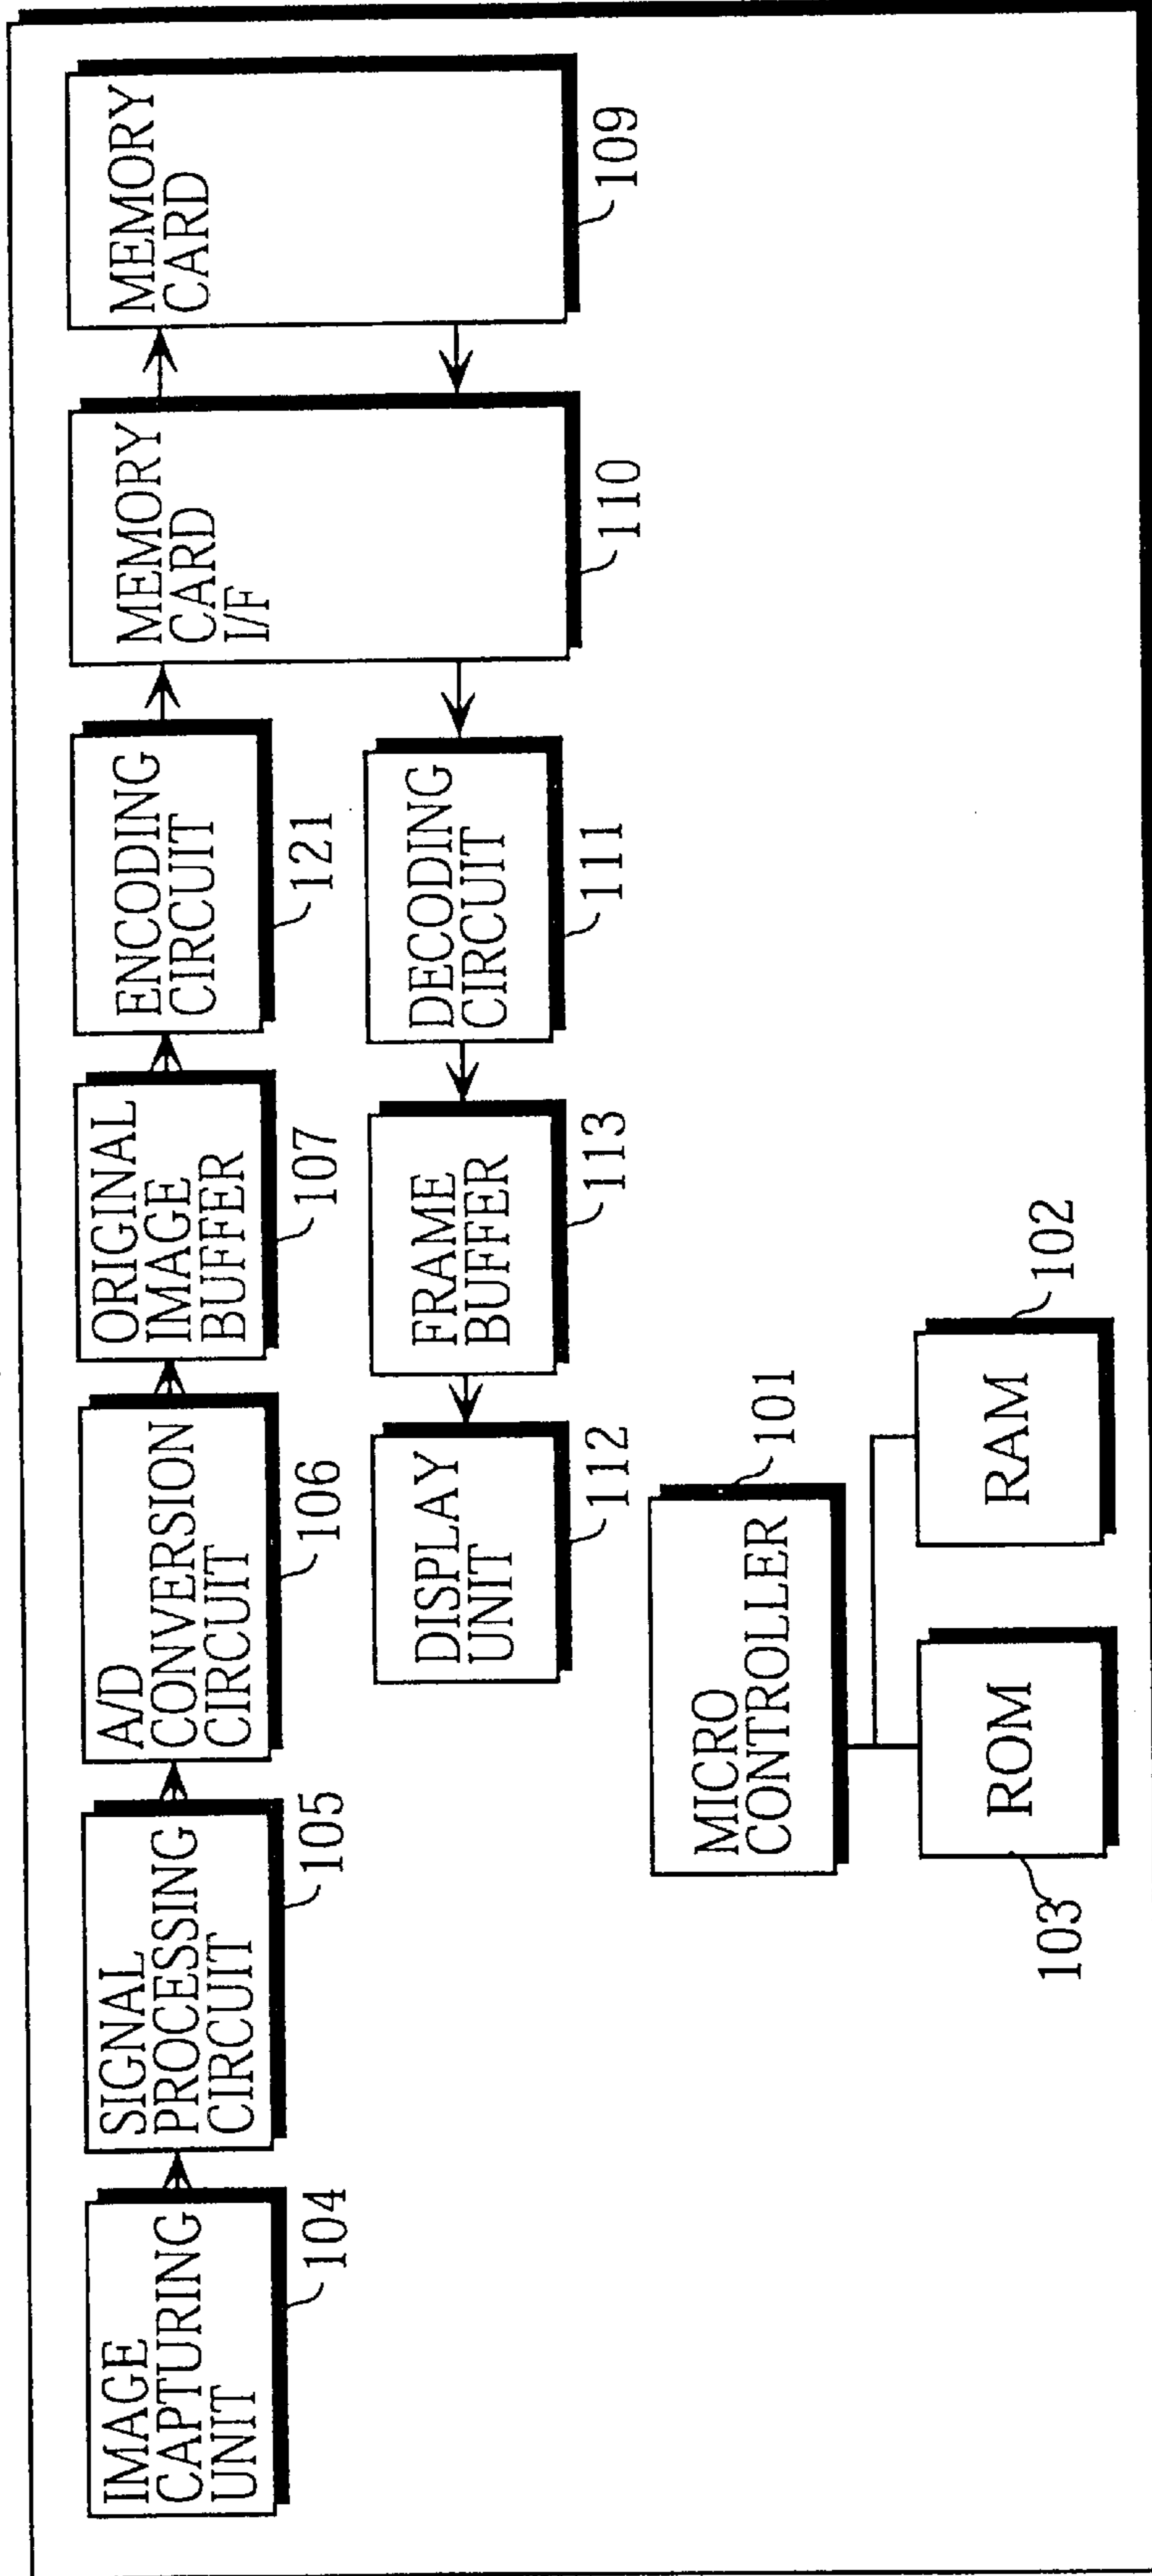 IMAGE
CAPTURING
UNIT
104
SIGNAL
PROCESSING
CIRCUIT
105
A/D
CONVERSION
CIRCUIT
106
ORIGINAL
IMAGE
BUFFER
107
ENCODING
CIRCUIT
121
MEMORY
CARD
I/F
110
MEMORY
CARD
109
DISPLAY
UNIT
112
FRAME
BUFFER
113
DECODING
CIRCUIT
111
MICRO
CONTROLLER
101
ROM
103
RAM
102